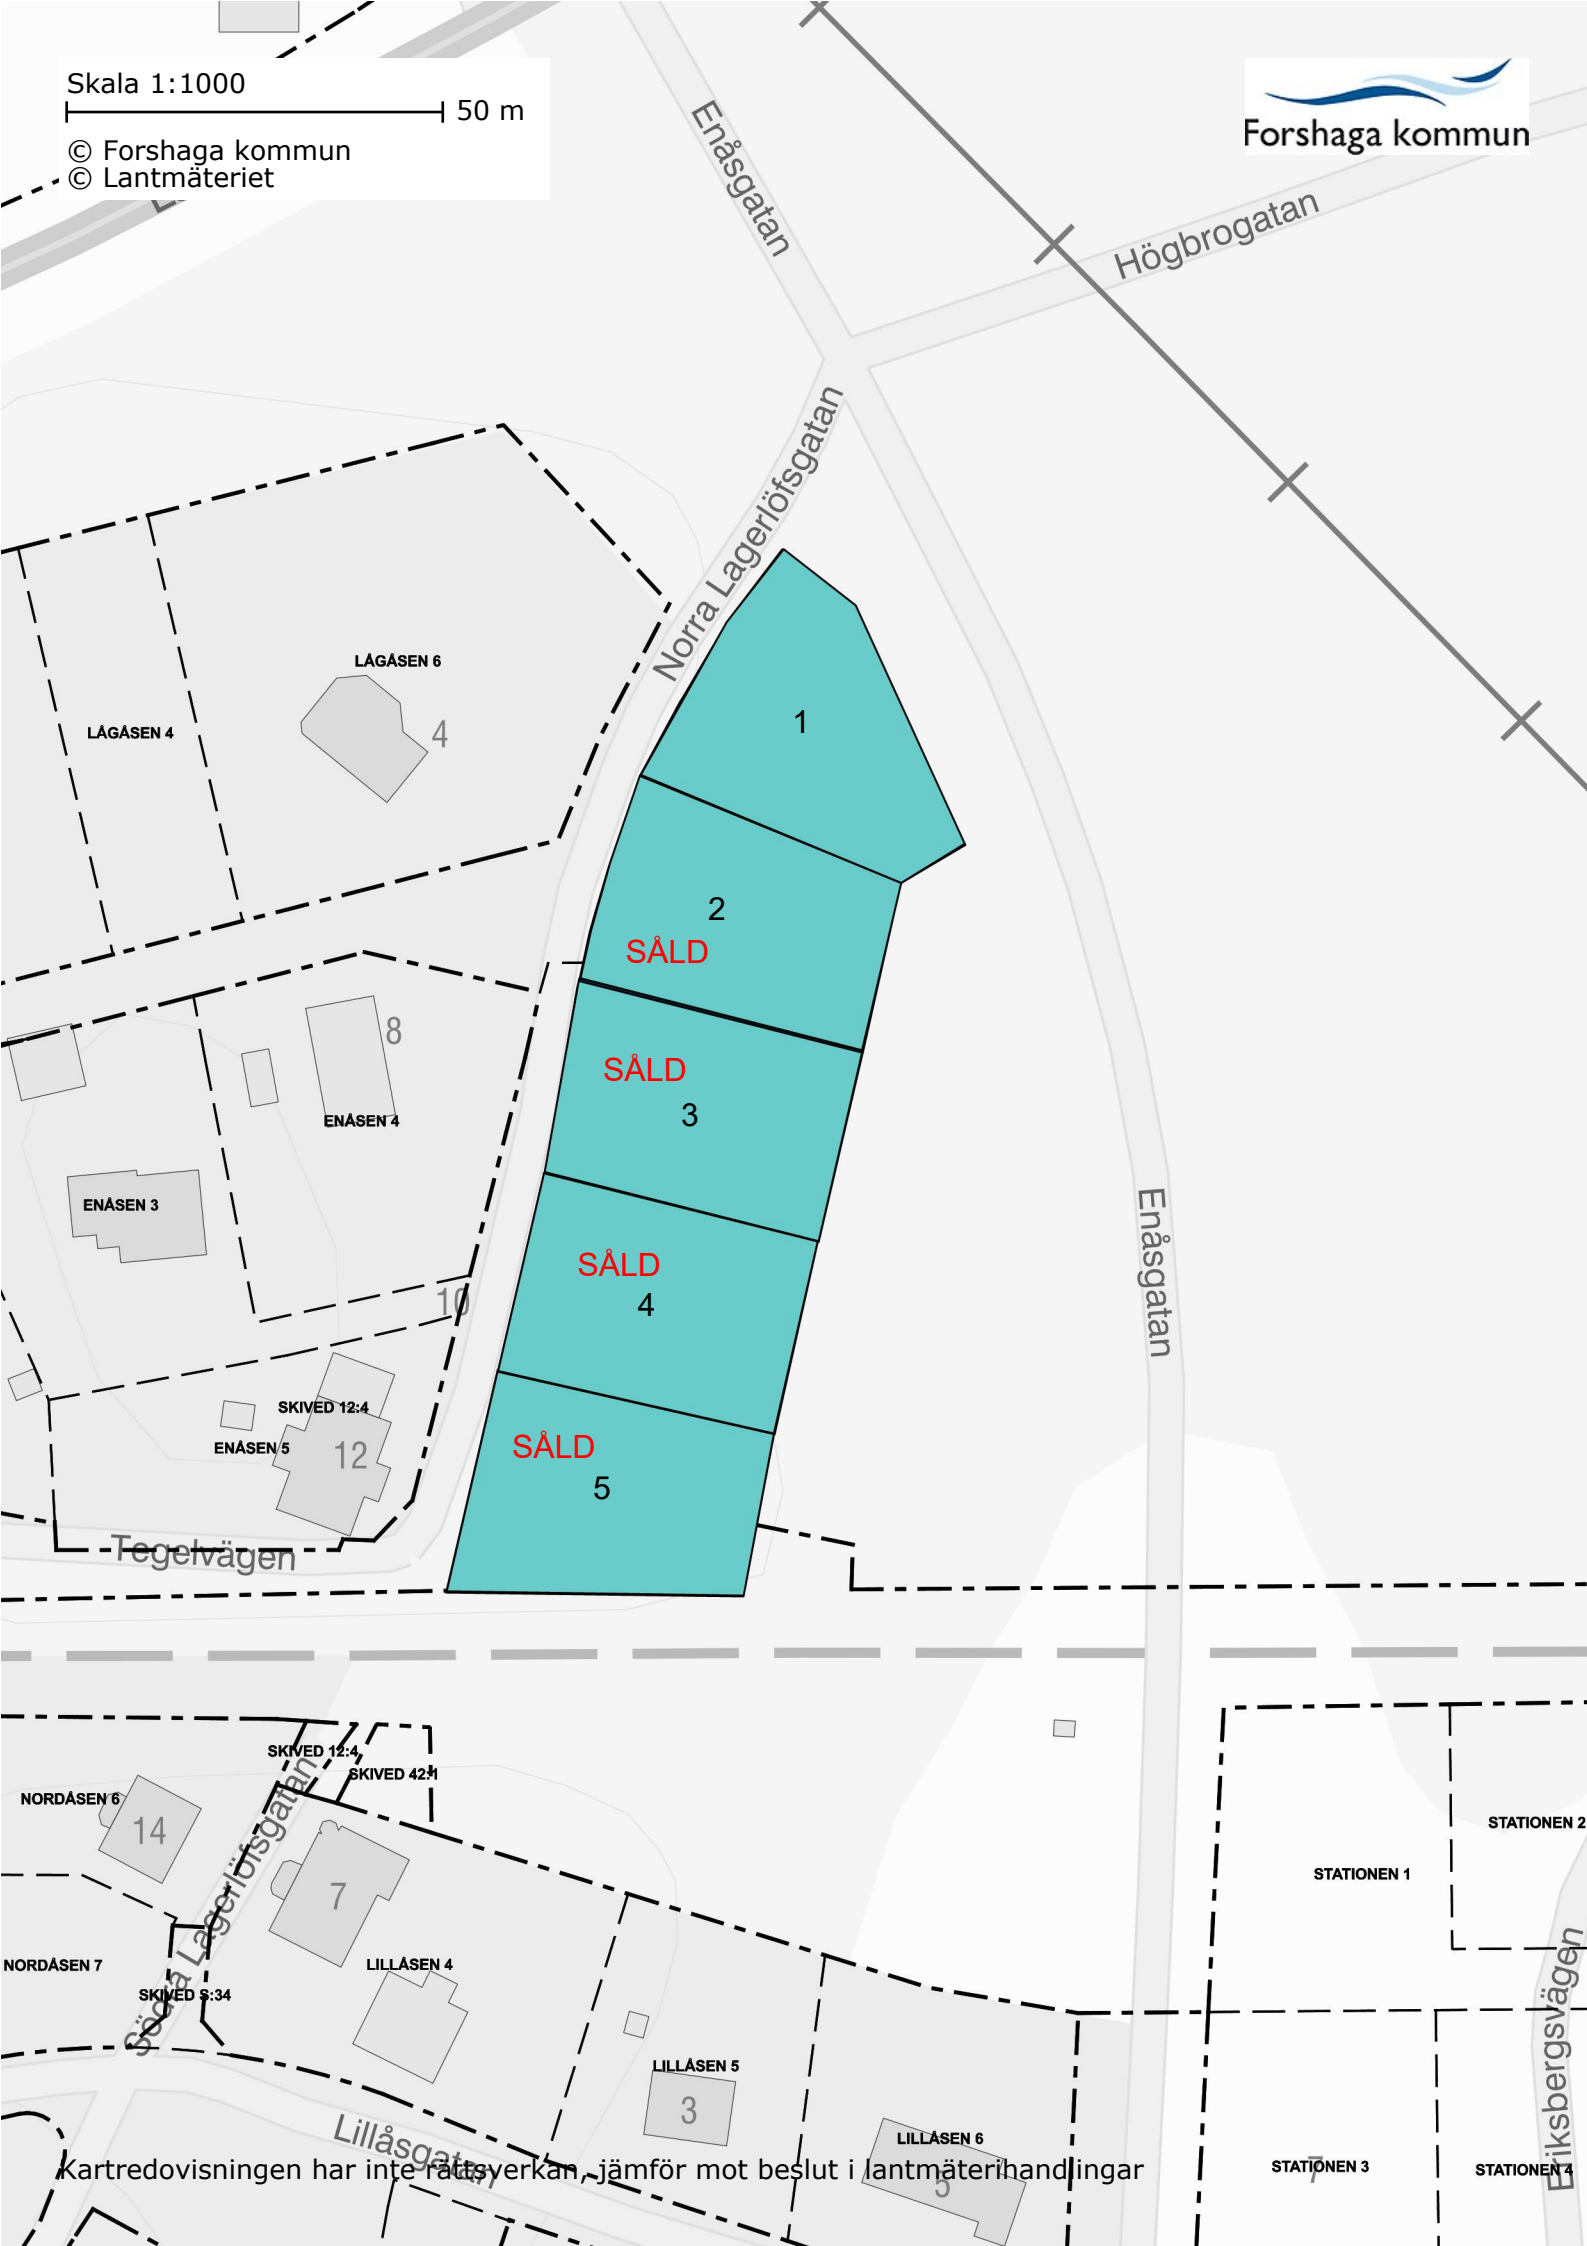 Skala 1:1000
50 m
© Forshaga kommun
© Lantmäteriet
Forshaga kommun
Enåsgatan
Högbrogatan
Norra Lagerlöfsgatan
LÅGÅSEN 6
4
LÅGÅSEN 4
1
2
SÅLD
8
SÅLD
3
ENÅSEN 4
ENÅSEN 3
Enåsgatan
SÅLD
4
10
SKIVED 12:4
ENÅSEN 5
12
SÅLD
5
Tegelvägen
SKIVED 12:4
SKIVED 42:1
NORDÅSEN 6
14
Södra Lagerlöfsgatan
7
STATIONEN 2
STATIONEN 1
NORDÅSEN 7
LILLÅSEN 4
SKIVED S:34
Eriksbergsvägen
LILLÅSEN 5
3
Lillåsgatan
LILLÅSEN 6
5
STATIONEN 3
7
STATIONEN 4
Kartredovisningen har inte rättsverkan, jämför mot beslut i lantmäterihandlingar